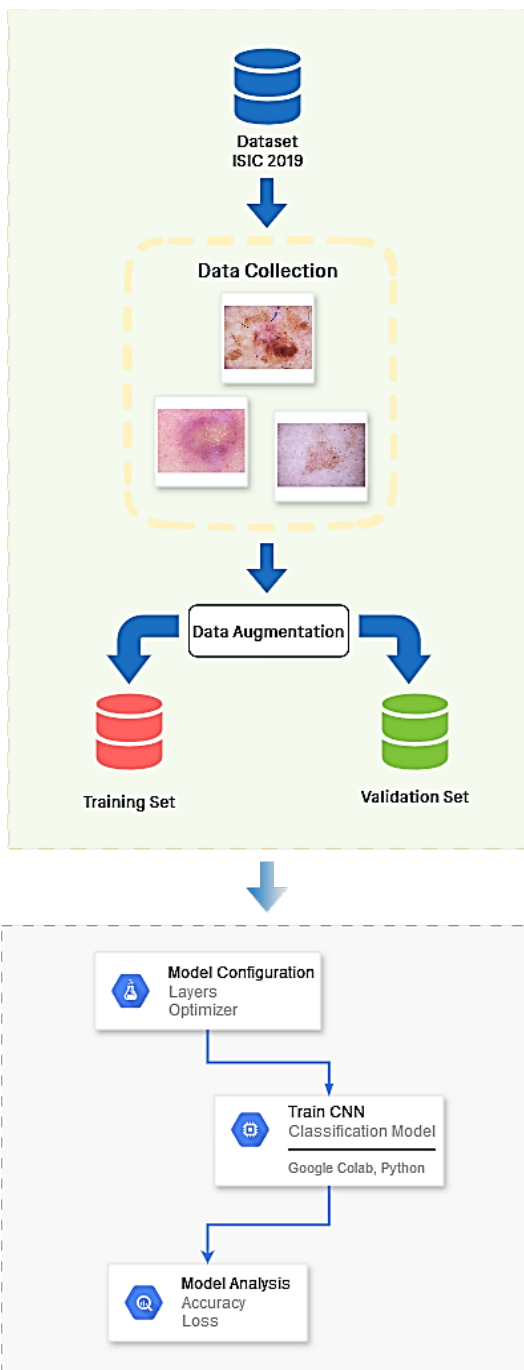 Dataset
ISIC 2019
Data Collection
Data Augmentation
Training Set
Validation Set
Model Configuration
Layers
Optimizer
Train CNN
Classification Model
Google Colab, Python
Model Analysis
Accuracy
Loss